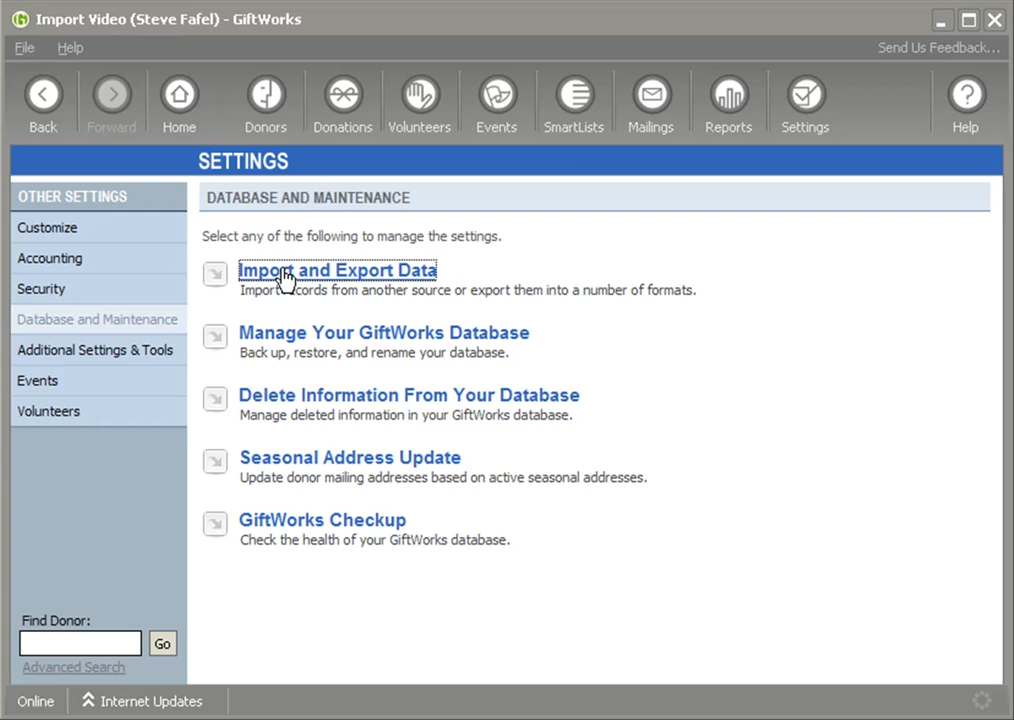 Import Video (Steve Fafel) - GiftWorks
File Help Send Us Feedback...
Back Forward Home Donors Donations Volunteers Events SmartLists Mailings Reports Settings Help
SETTINGS
OTHER SETTINGS
Customize
Accounting
Security
Database and Maintenance
Additional Settings & Tools
Events
Volunteers
Find Donor:
Go
Advanced Search
DATABASE AND MAINTENANCE
Select any of the following to manage the settings.
Import and Export Data
Import records from another source or export them into a number of formats.
Manage Your GiftWorks Database
Back up, restore, and rename your database.
Delete Information From Your Database
Manage deleted information in your GiftWorks database.
Seasonal Address Update
Update donor mailing addresses based on active seasonal addresses.
GiftWorks Checkup
Check the health of your GiftWorks database.
Online Internet Updates